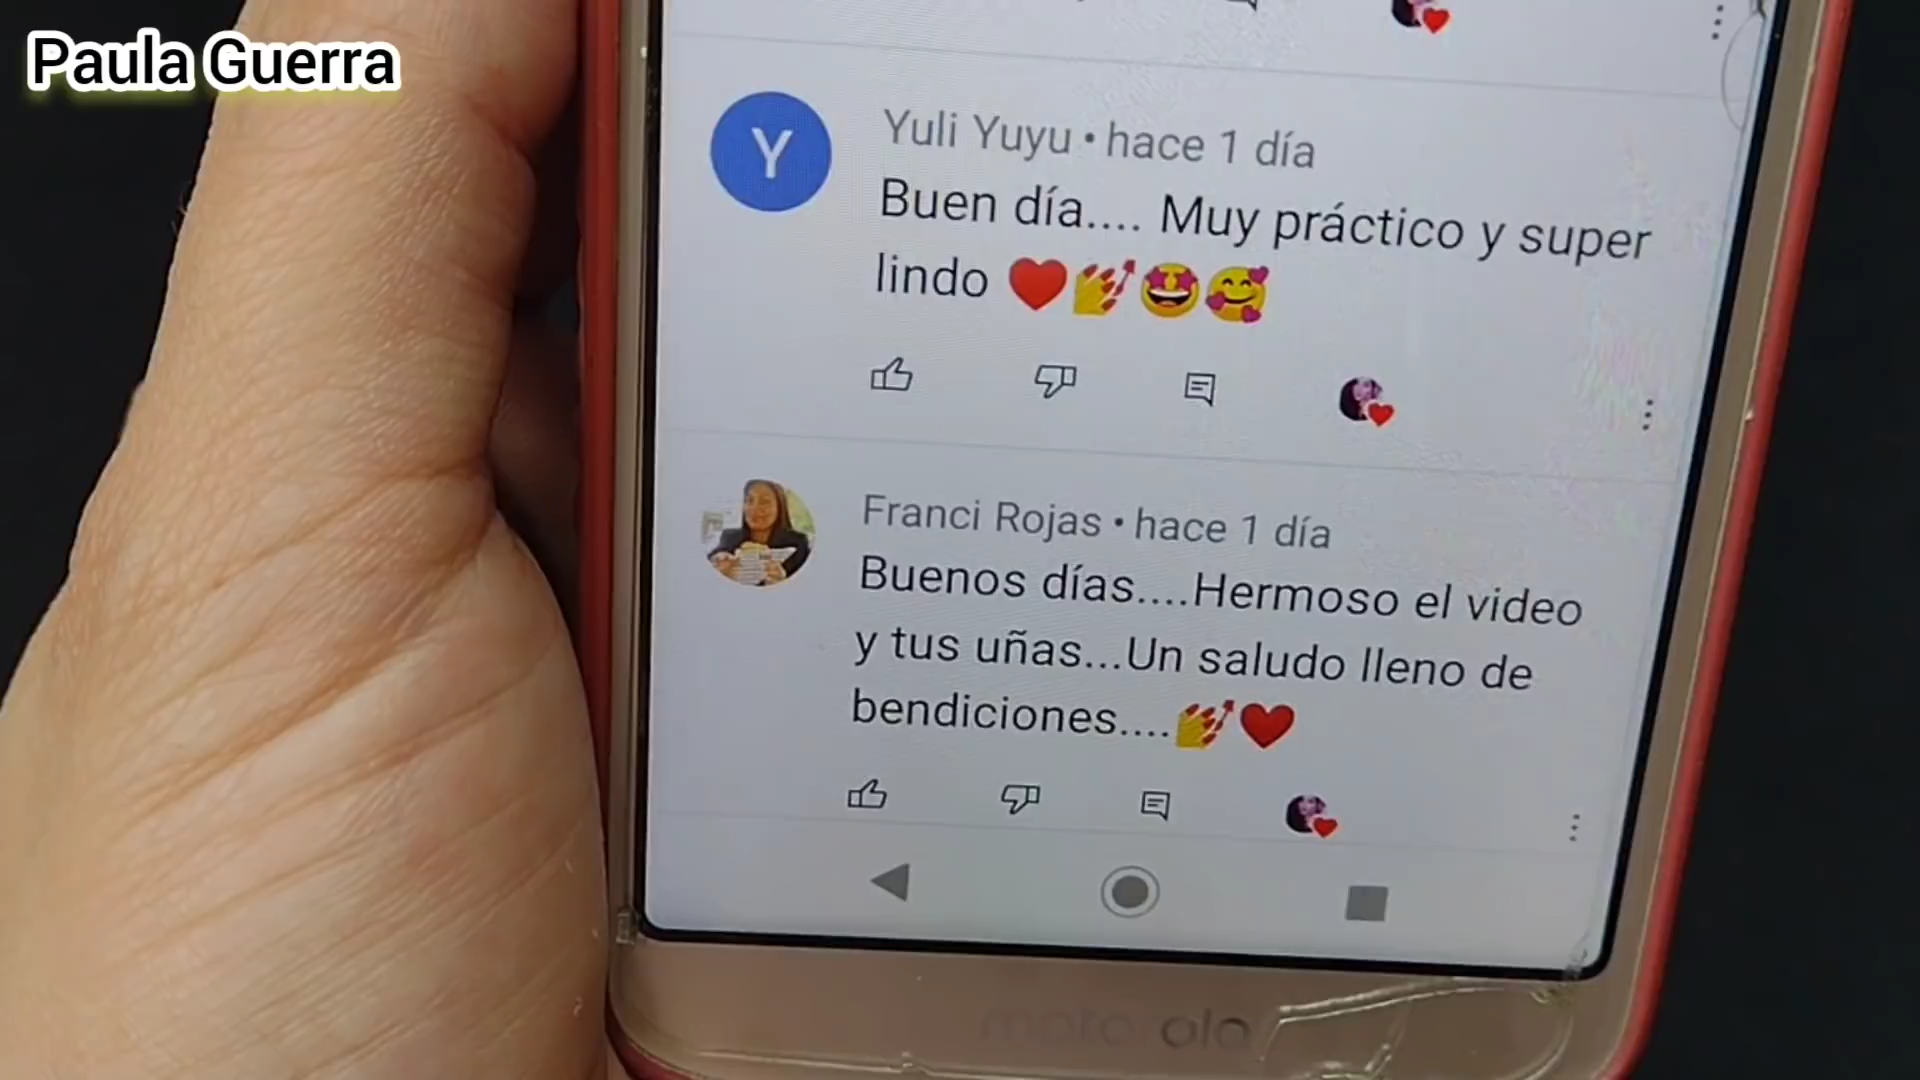 Paula Guerra
Y
Yuli Yuyu • hace 1 día
Buen día.... Muy práctico y super
lindo ❤️💅🤩🥰
Franci Rojas • hace 1 día
Buenos días....Hermoso el video
y tus uñas...Un saludo lleno de
bendiciones....💅❤️
motorola